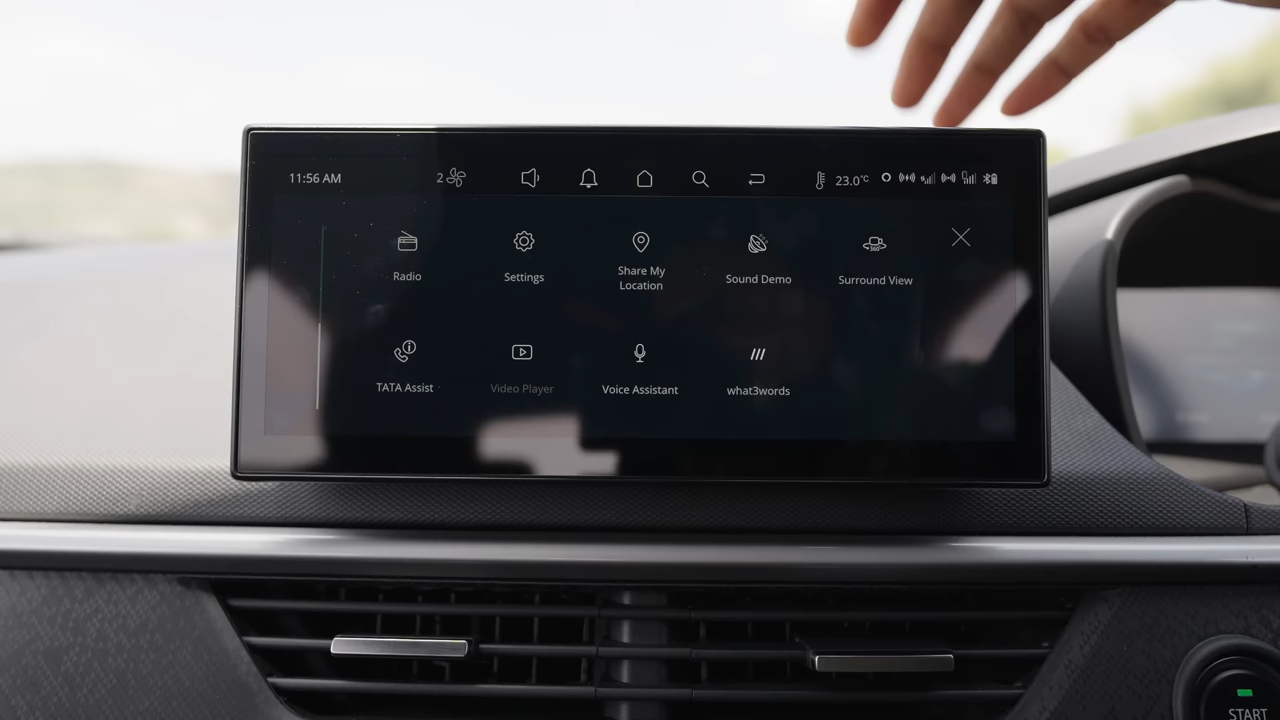 11:56 AM
2
23.0°C
Radio
Settings
Share My
Location
Sound Demo
360°
Surround View
TATA Assist
Video Player
Voice Assistant
what3words
START